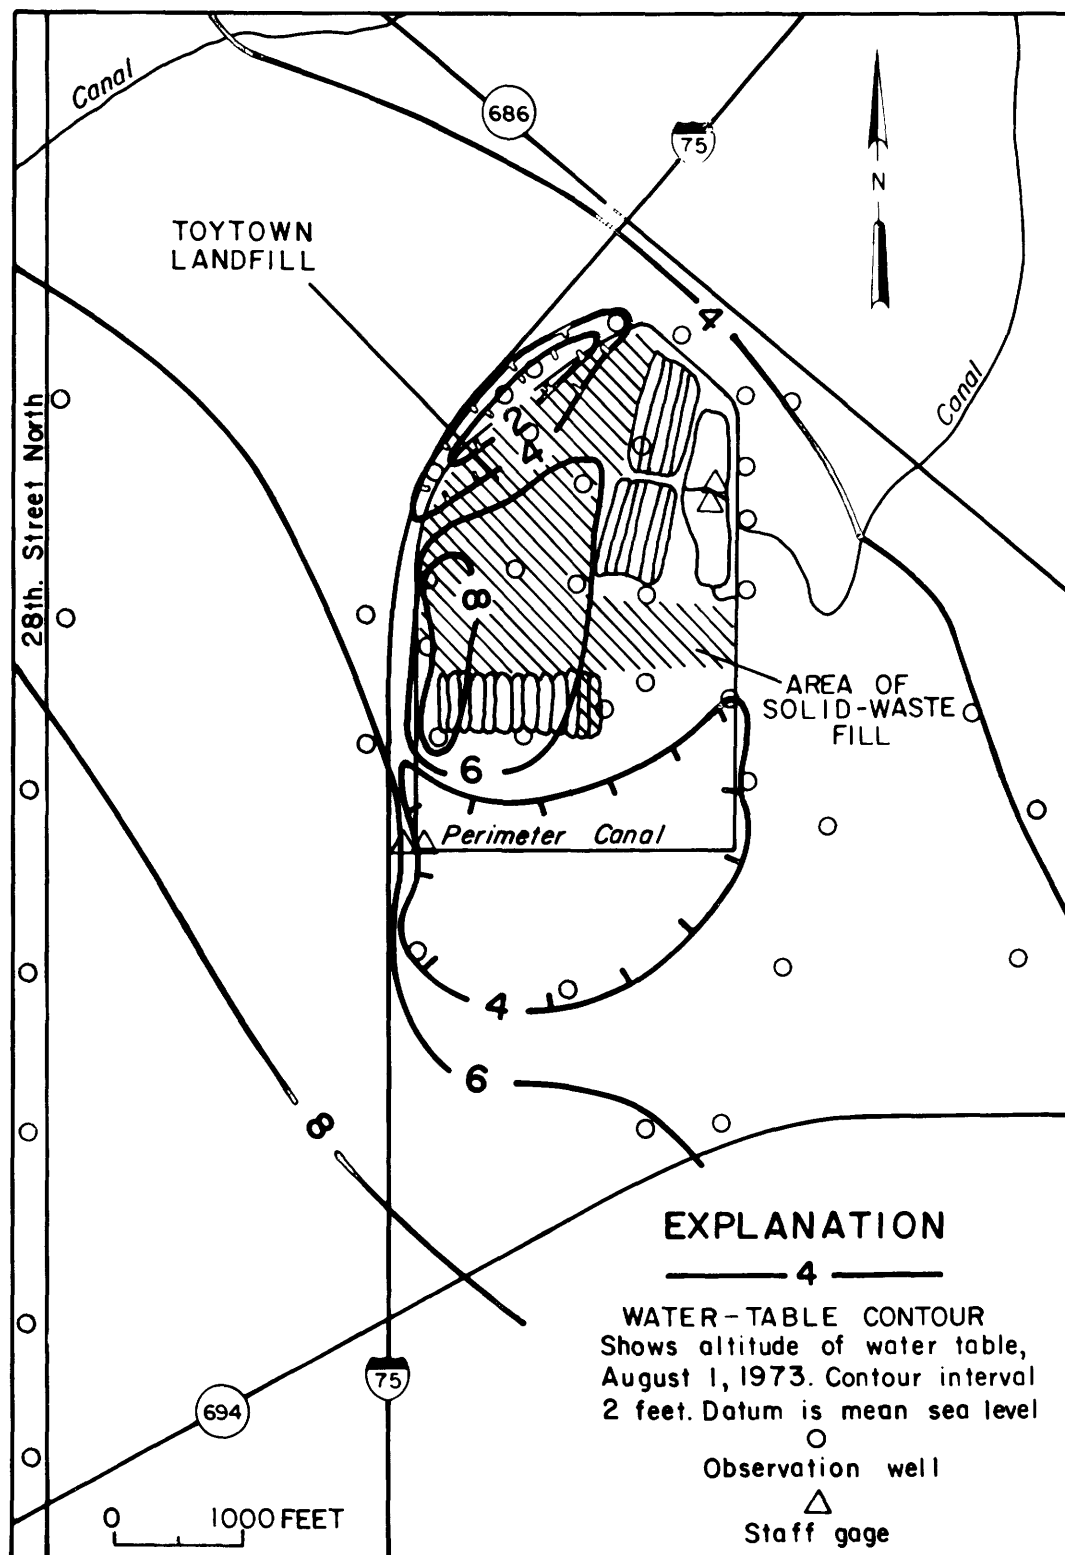 Canal
686
75
N
TOYTOWN
LANDFILL
4
Canal
28th. Street North
2
4
8
AREA OF
SOLID-WASTE
FILL
6
Perimeter Canal
4
6
8
EXPLANATION
4
WATER-TABLE CONTOUR
Shows altitude of water table,
August 1, 1973. Contour interval
2 feet. Datum is mean sea level
Observation well
Staff gage
75
694
0 1000 FEET